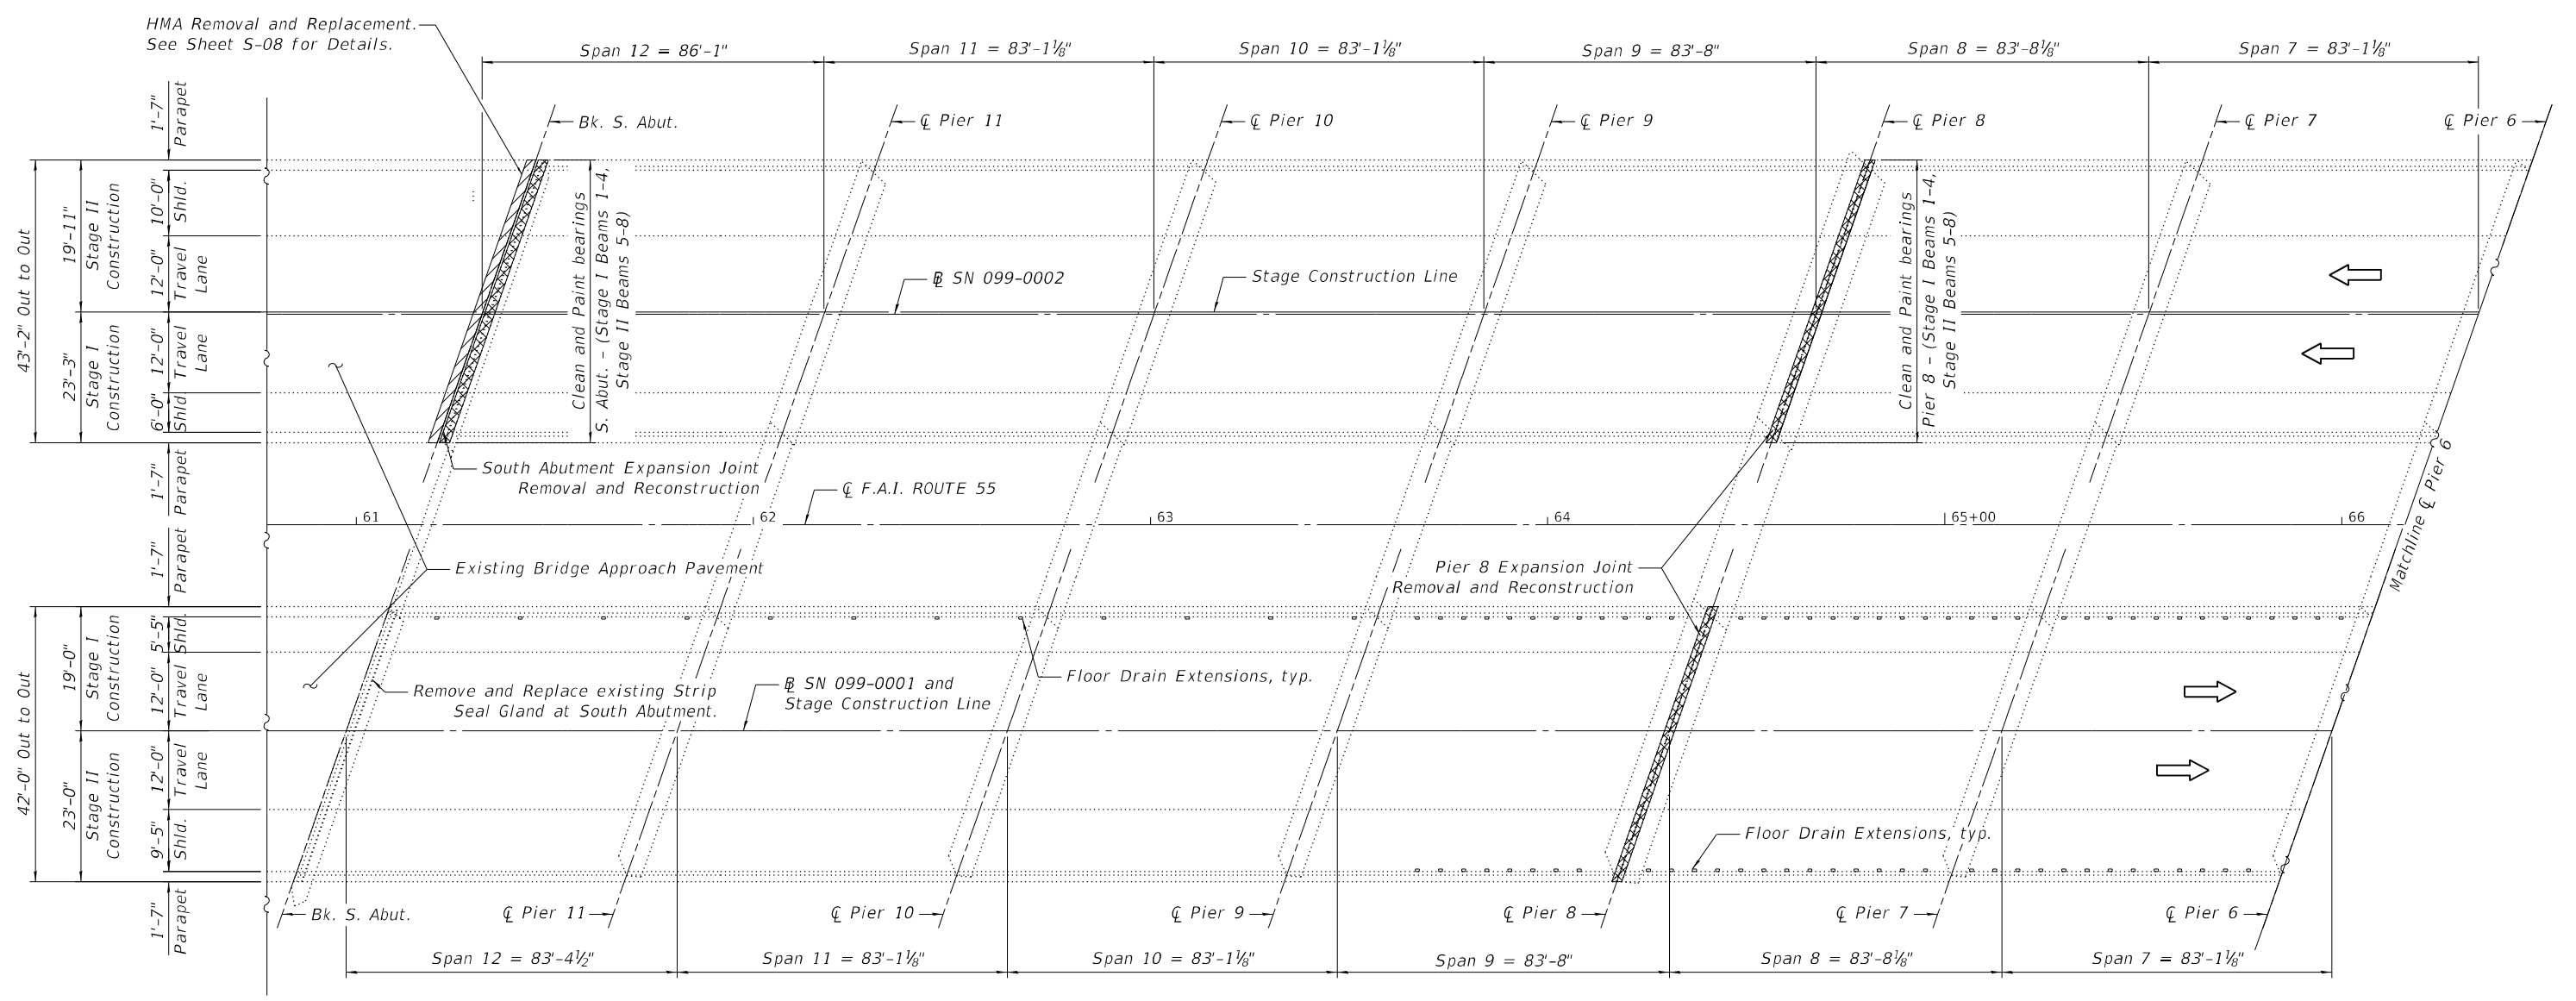 HMA Removal and Replacement.
See Sheet S-08 for Details.
Span 12 = 86'-1"
Span 11 = 83'-1⅛"
Span 10 = 83'-1⅛"
Span 9 = 83'-8"
Span 8 = 83'-8⅛"
Span 7 = 83'-1⅛"
Bk. S. Abut.
℄ Pier 11
℄ Pier 10
℄ Pier 9
℄ Pier 8
℄ Pier 7
℄ Pier 6
1'-7"
Parapet
43'-2" Out to Out
19'-11"
Stage II
Construction
10'-0"
Shld.
12'-0"
Travel
Lane
23'-3"
Stage I
Construction
12'-0"
Travel
Lane
6'-0"
Shld.
1'-7"
Parapet
Clean and Paint bearings
S. Abut. - (Stage I Beams 1-4,
Stage II Beams 5-8)
Clean and Paint bearings
Pier 8 - (Stage I Beams 1-4,
Stage II Beams 5-8)
BL SN 099-0002
Stage Construction Line
South Abutment Expansion Joint
Removal and Reconstruction
℄ F.A.I. ROUTE 55
61
62
63
64
65+00
66
Matchline ℄ Pier 6
Existing Bridge Approach Pavement
Pier 8 Expansion Joint
Removal and Reconstruction
1'-7"
Parapet
42'-0" Out to Out
19'-0"
Stage I
Construction
5'-5"
Shld.
12'-0"
Travel
Lane
23'-0"
Stage II
Construction
12'-0"
Travel
Lane
9'-5"
Shld.
1'-7"
Parapet
Remove and Replace existing Strip
Seal Gland at South Abutment.
BL SN 099-0001 and
Stage Construction Line
Floor Drain Extensions, typ.
Floor Drain Extensions, typ.
Bk. S. Abut.
℄ Pier 11
℄ Pier 10
℄ Pier 9
℄ Pier 8
℄ Pier 7
℄ Pier 6
Span 12 = 83'-4½"
Span 11 = 83'-1⅛"
Span 10 = 83'-1⅛"
Span 9 = 83'-8"
Span 8 = 83'-8⅛"
Span 7 = 83'-1⅛"